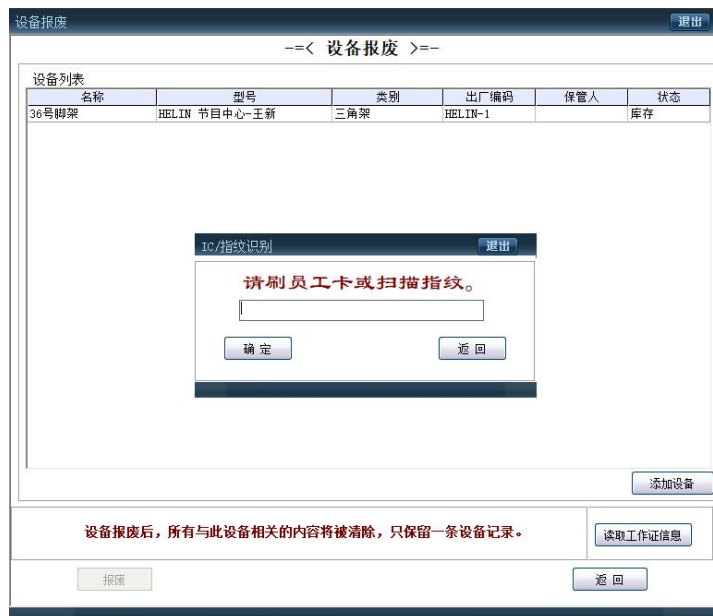 设备报废 退出
-=< 设备报废 >=-
设备列表
名称 型号 类别 出厂编码 保管人 状态
36号脚架 HELIN 节目中心-王新 三角架 HELIN-1 库存
IC/指纹识别 退出
请刷员工卡或扫描指纹。
确 定 返 回
添加设备
设备报废后，所有与此设备相关的内容将被清除，只保留一条设备记录。
读取工作证信息
报废 返 回